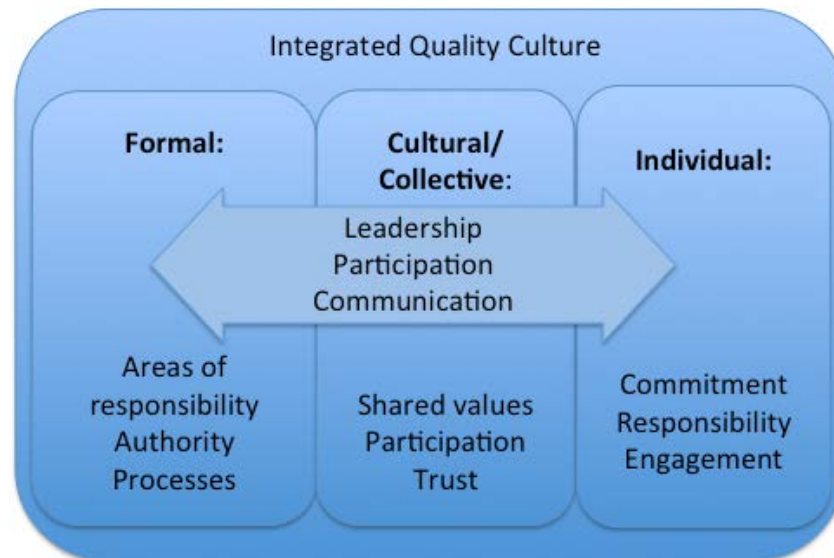 Integrated Quality Culture
Formal:
Cultural/
Collective:
Individual:
Leadership
Participation
Communication
Areas of
responsibility
Authority
Processes
Shared values
Participation
Trust
Commitment
Responsibility
Engagement